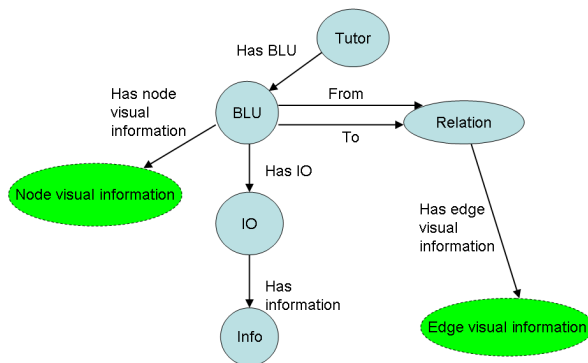 Tutor
Has BLU
Has node
visual
information
BLU
From
To
Relation
Node visual information
Has IO
IO
Has edge
visual
information
Has
information
Info
Edge visual information